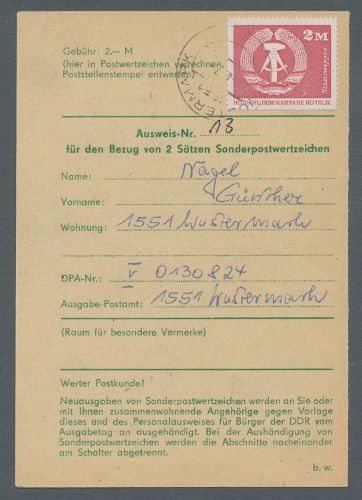 Gebühr: 2,— M
(hier in Postwertzeichen verrechnen,
Poststellenstempel entwerten)
2 M
Staatswappen
DEUTSCHE DEMOKRATISCHE REPUBLIK
Ausweis-Nr. 13
für den Bezug von 2 Sätzen Sonderpostwertzeichen
Name: Nagel
Vorname: Günther
Wohnung: 1551 Wustermark
DPA-Nr.: V 0130824
Ausgabe-Postamt: 1551 Wustermark
(Raum für besondere Vermerke)
Werter Postkunde!
Neuausgaben von Sonderpostwertzeichen werden an Sie oder
mit Ihnen zusammenwohnende Angehörige gegen Vorlage
dieses und des Personalausweises für Bürger der DDR vom
Ausgabetag an ausgehändigt. Bei Aushändigung von
Sonderpostwertzeichen werden die Abschnitte nacheinander
am Schalter abgetrennt.
b. w.